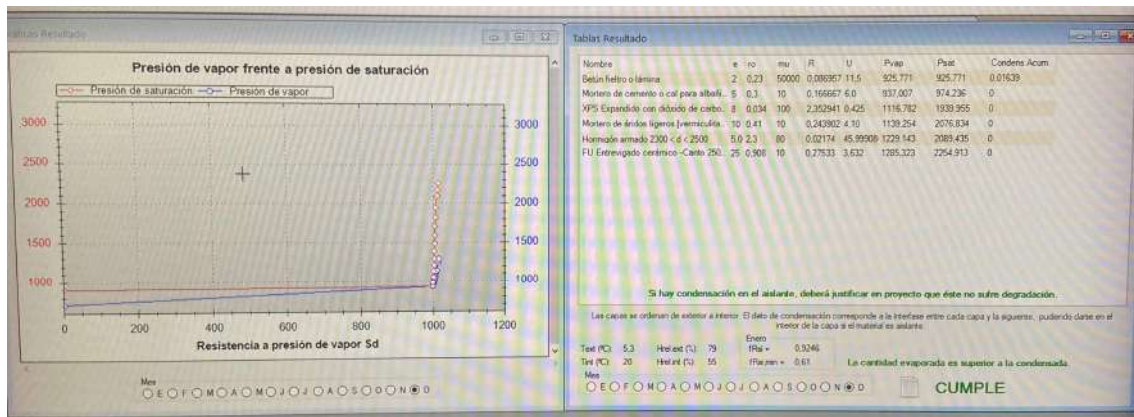 Tablas Resultado
Presión de vapor frente a presión de saturación
Presión de saturación Presión de vapor
3000 3000
2500 2500
2000 2000
1500 1500
1000 1000
0 200 400 600 800 1000 1200
Resistencia a presión de vapor Sd
Mes
E F M A M J J A S O N D
Tablas Resultado
Nombre e ro mu R U Pvap Psat Condens.Acum
Betún fieltro o lámina 2 0,23 50000 0,086957 11,5 925,771 925,771 0.01639
Mortero de cemento o cal para albañi... 5 0,3 10 0,166667 6.0 937,007 974,236 0
XPS Expandido con dióxido de carbo.. 8 0,034 100 2,352941 0,425 1116,782 1939,955 0
Mortero de áridos ligeros [vermiculita.. 10 0,41 10 0,243902 4,10 1139,254 2076,834 0
Hormigón armado 2300 < d < 2500 5.0 2,3 80 0,02174 45,99908 1229,143 2089,435 0
FU Entrevigado cerámico -Canto 250.. 25 0,908 10 0,27533 3,632 1285,323 2254,913 0
Si hay condensación en el aislante, deberá justificar en proyecto que éste no sufre degradación.
Las capas se ordenan de exterior a interior. El dato de condensación corresponde a la interfase entre cada capa y la siguiente, pudiendo darse en el
interior de la capa si el material es aislante.
Enero
Text (ºC) 5,3 Hrel.ext (%): 79 fRsi = 0,9246
Tint (ºC) 20 Hrel.int (%): 55 fRsi,min = 0,61 La cantidad evaporada es superior a la condensada.
Mes
E F M A M J J A S O N D CUMPLE